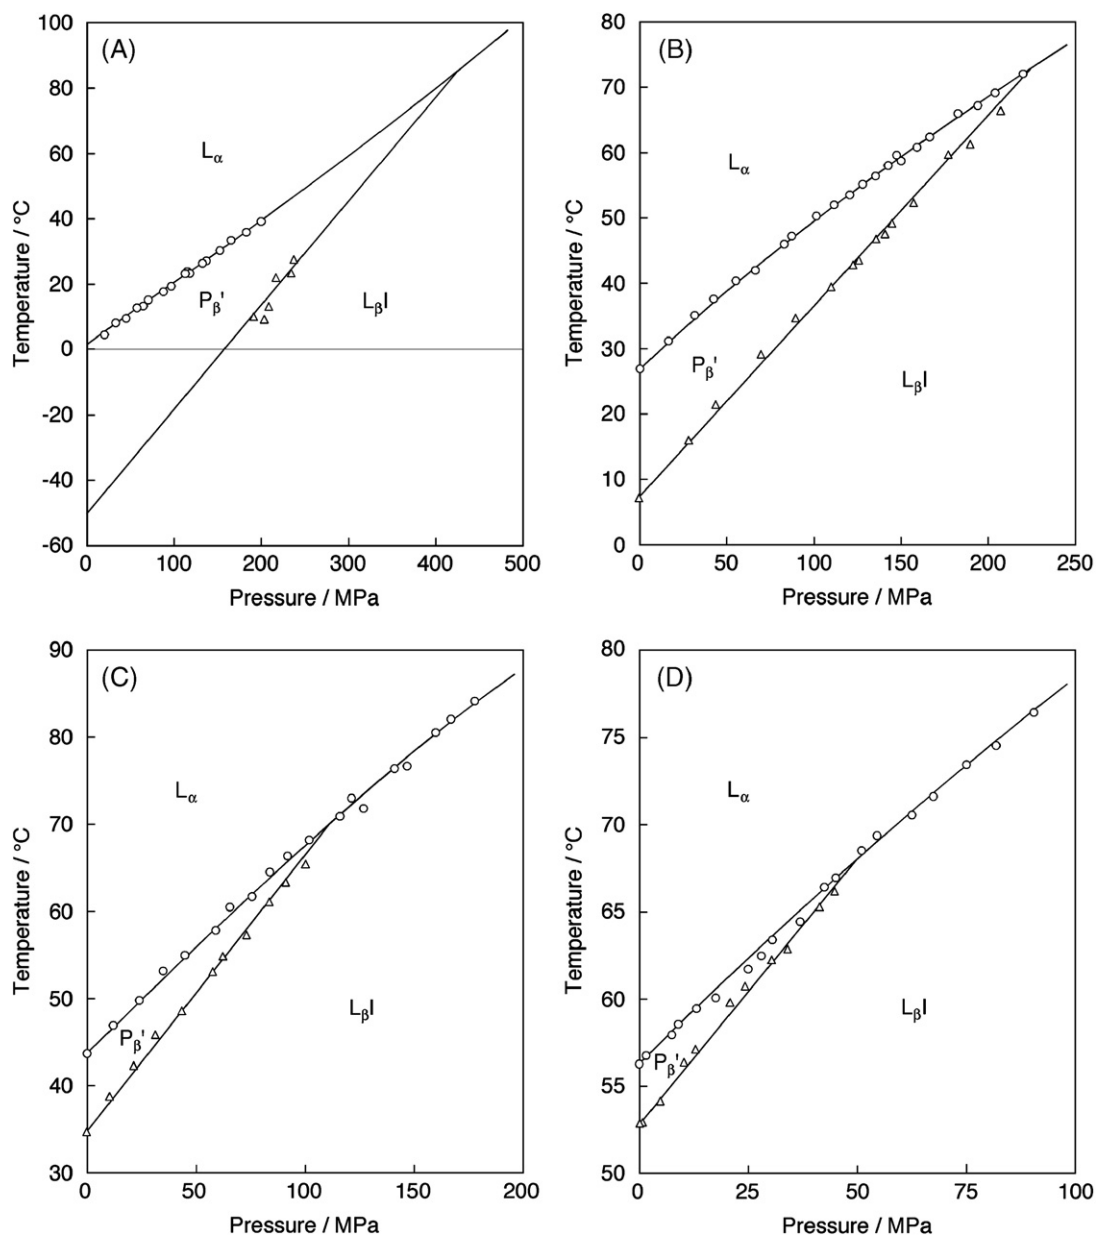 (A)
100
80
60
40
20
0
-20
-40
-60
Temperature / °C
Lα
Pβ'
LβI
0 100 200 300 400 500
Pressure / MPa
(B)
80
70
60
50
40
30
20
10
0
Temperature / °C
Lα
Pβ'
LβI
0 50 100 150 200 250
Pressure / MPa
(C)
90
80
70
60
50
40
30
Temperature / °C
Lα
Pβ'
LβI
0 50 100 150 200
Pressure / MPa
(D)
80
75
70
65
60
55
50
Temperature / °C
Lα
Pβ'
LβI
0 25 50 75 100
Pressure / MPa